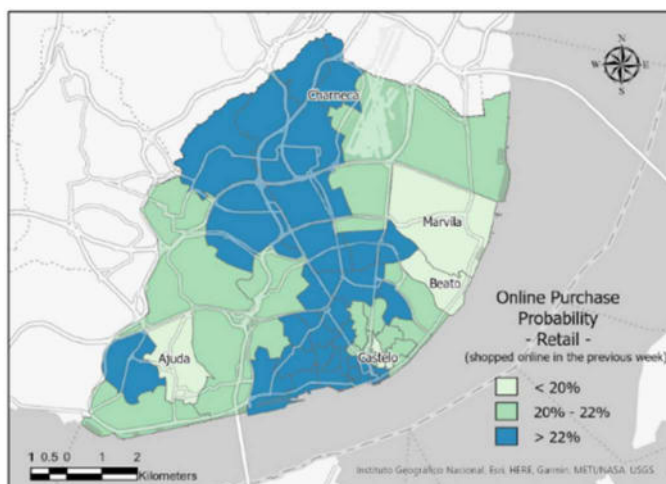 N
W E
S
Charneca
Marvila
Beato
Ajuda
Castelo
Online Purchase
Probability
- Retail -
(shopped online in the previous week)
< 20%
20% - 22%
> 22%
1 0.5 0 1 2
Kilometers
Instituto Geografico Nacional, Esri, HERE, Garmin, METI/NASA, USGS